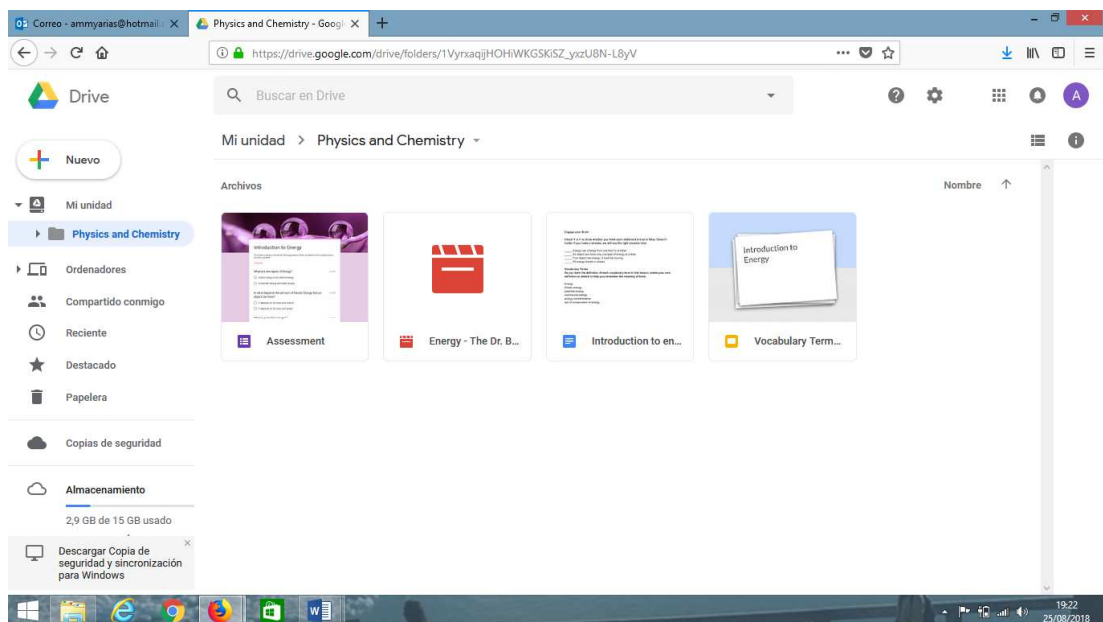 Correo - ammyarias@hotmail.
Physics and Chemistry - Googl
https://drive.google.com/drive/folders/1VyrxaqijHOHiWKGSKiSZ_yxzU8N-L8yV
Drive
Buscar en Drive
A
Mi unidad > Physics and Chemistry
Nuevo
Archivos
Nombre
Mi unidad
Physics and Chemistry
Ordenadores
Compartido conmigo
Reciente
Destacado
Papelera
Copias de seguridad
Almacenamiento
2,9 GB de 15 GB usado
Descargar Copia de
seguridad y sincronización
para Windows
Introduction to Energy
Introduction to
Energy
Assessment
Energy - The Dr. B...
Introduction to en...
Vocabulary Term...
19:22
25/08/2018